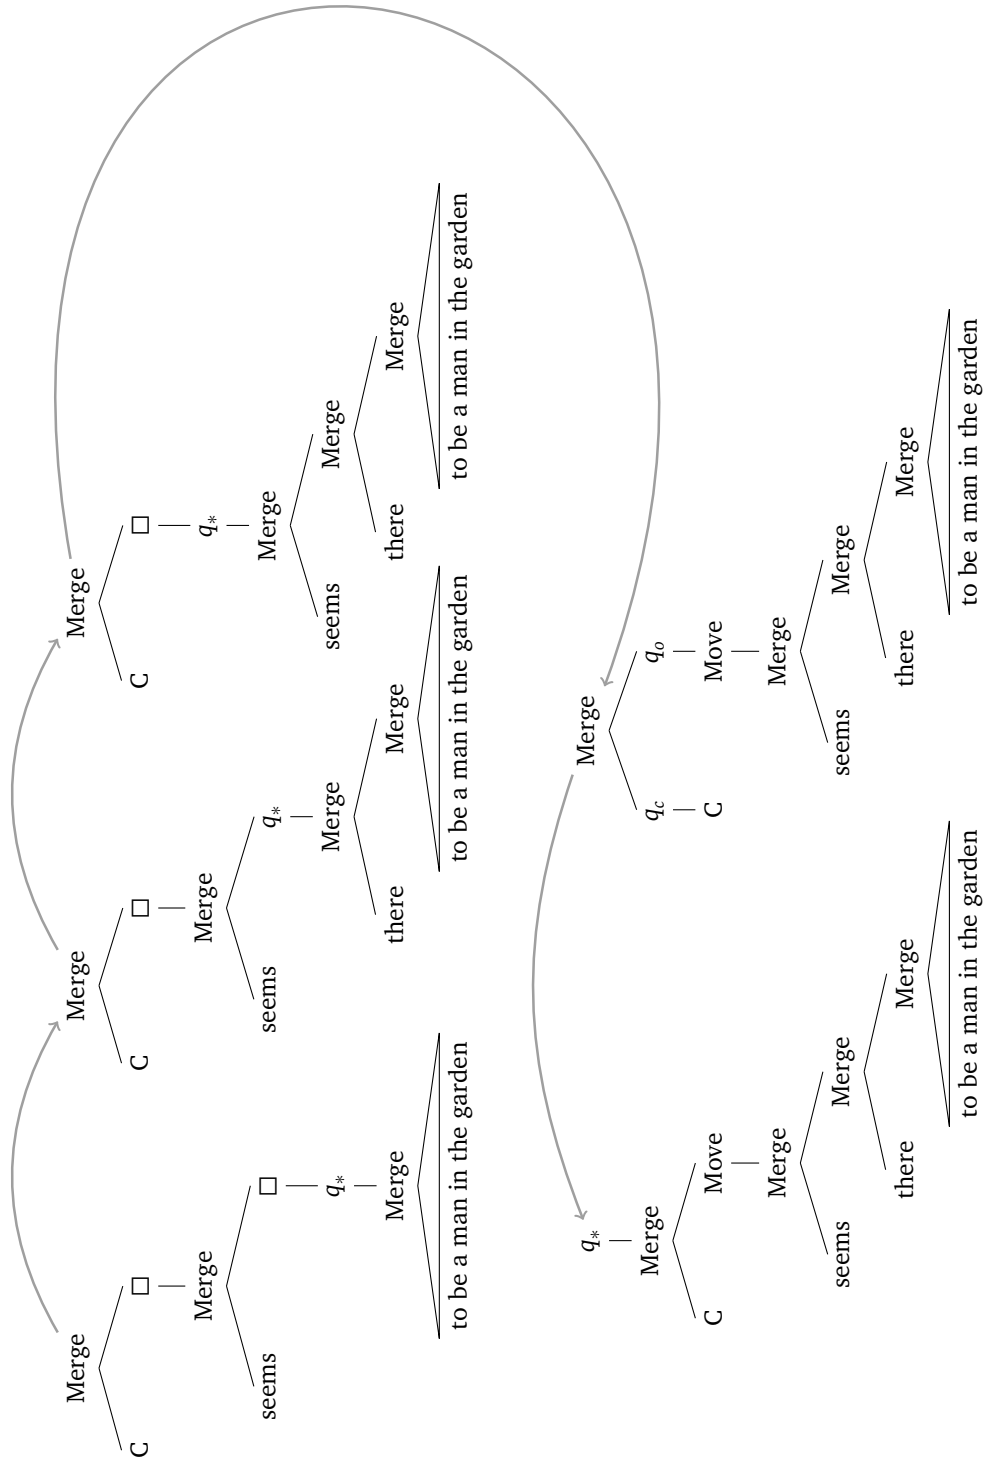 Merge
C □
Merge
seems □
q*
Merge
to be a man in the garden
Merge
C □
Merge
seems q*
Merge
there Merge
to be a man in the garden
Merge
C □
q*
Merge
seems Merge
there Merge
to be a man in the garden
q*
Merge
C Move
Merge
seems Merge
there Merge
to be a man in the garden
Merge
qc qo
C Move
Merge
seems Merge
there Merge
to be a man in the garden